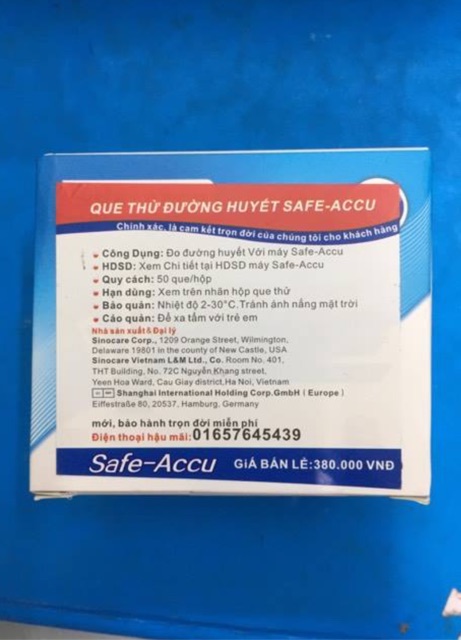 QUE THỬ ĐƯỜNG HUYẾT SAFE-ACCU
Chính xác, là cam kết trọn đời của chúng tôi cho khách hàng
Công Dụng: Đo đường huyết Với máy Safe-Accu
HDSD: Xem Chi tiết tại HDSD máy Safe-Accu
Quy cách: 50 que/hộp
Hạn dùng: Xem trên nhãn hộp que thử
Bảo quản: Nhiệt độ 2-30°C.Tránh ánh nắng mặt trời
Cảo quản: Để xa tầm với trẻ em
Nhà sản xuất & Đại lý
Sinocare Corp., 1209 Orange Street, Wilmington,
Delaware 19801 in the county of New Castle, USA
Sinocare Vietnam L&M Ltd., Co. Room No. 401,
THT Building, No. 72C Nguyễn Khang street,
Yeen Hoa Ward, Cau Giay district, Ha Noi, Vietnam
Shanghai International Holding Corp.GmbH ( Europe )
Eiffestraße 80, 20537, Hamburg, Germany
mới, bảo hành trọn đời miễn phí
Điện thoại hậu mãi: 01657645439
Safe-Accu GIÁ BÁN LẺ:380.000 VNĐ